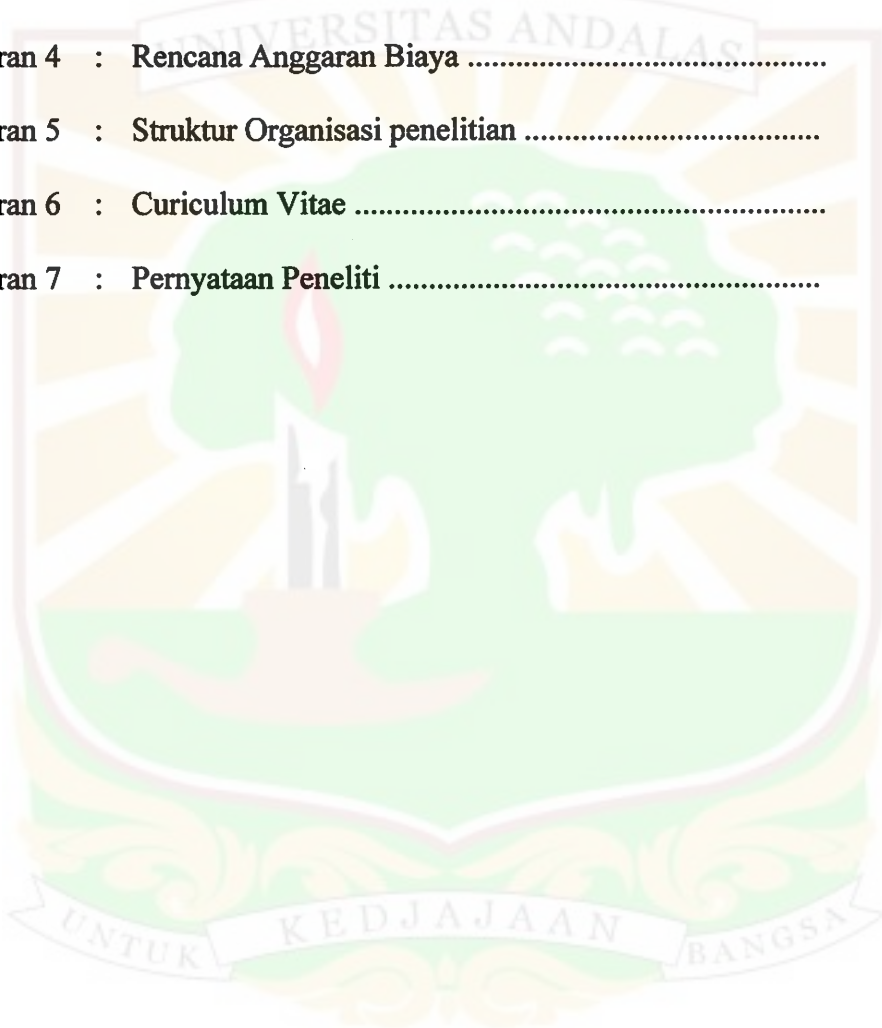 UNIVERSITAS ANDALAS
ran 4 : Rencana Anggaran Biaya ............................................
ran 5 : Struktur Organisasi penelitian ....................................
ran 6 : Curiculum Vitae ..........................................................
ran 7 : Pernyataan Peneliti .....................................................
UNTUK KEDJAJAAN BANGSA